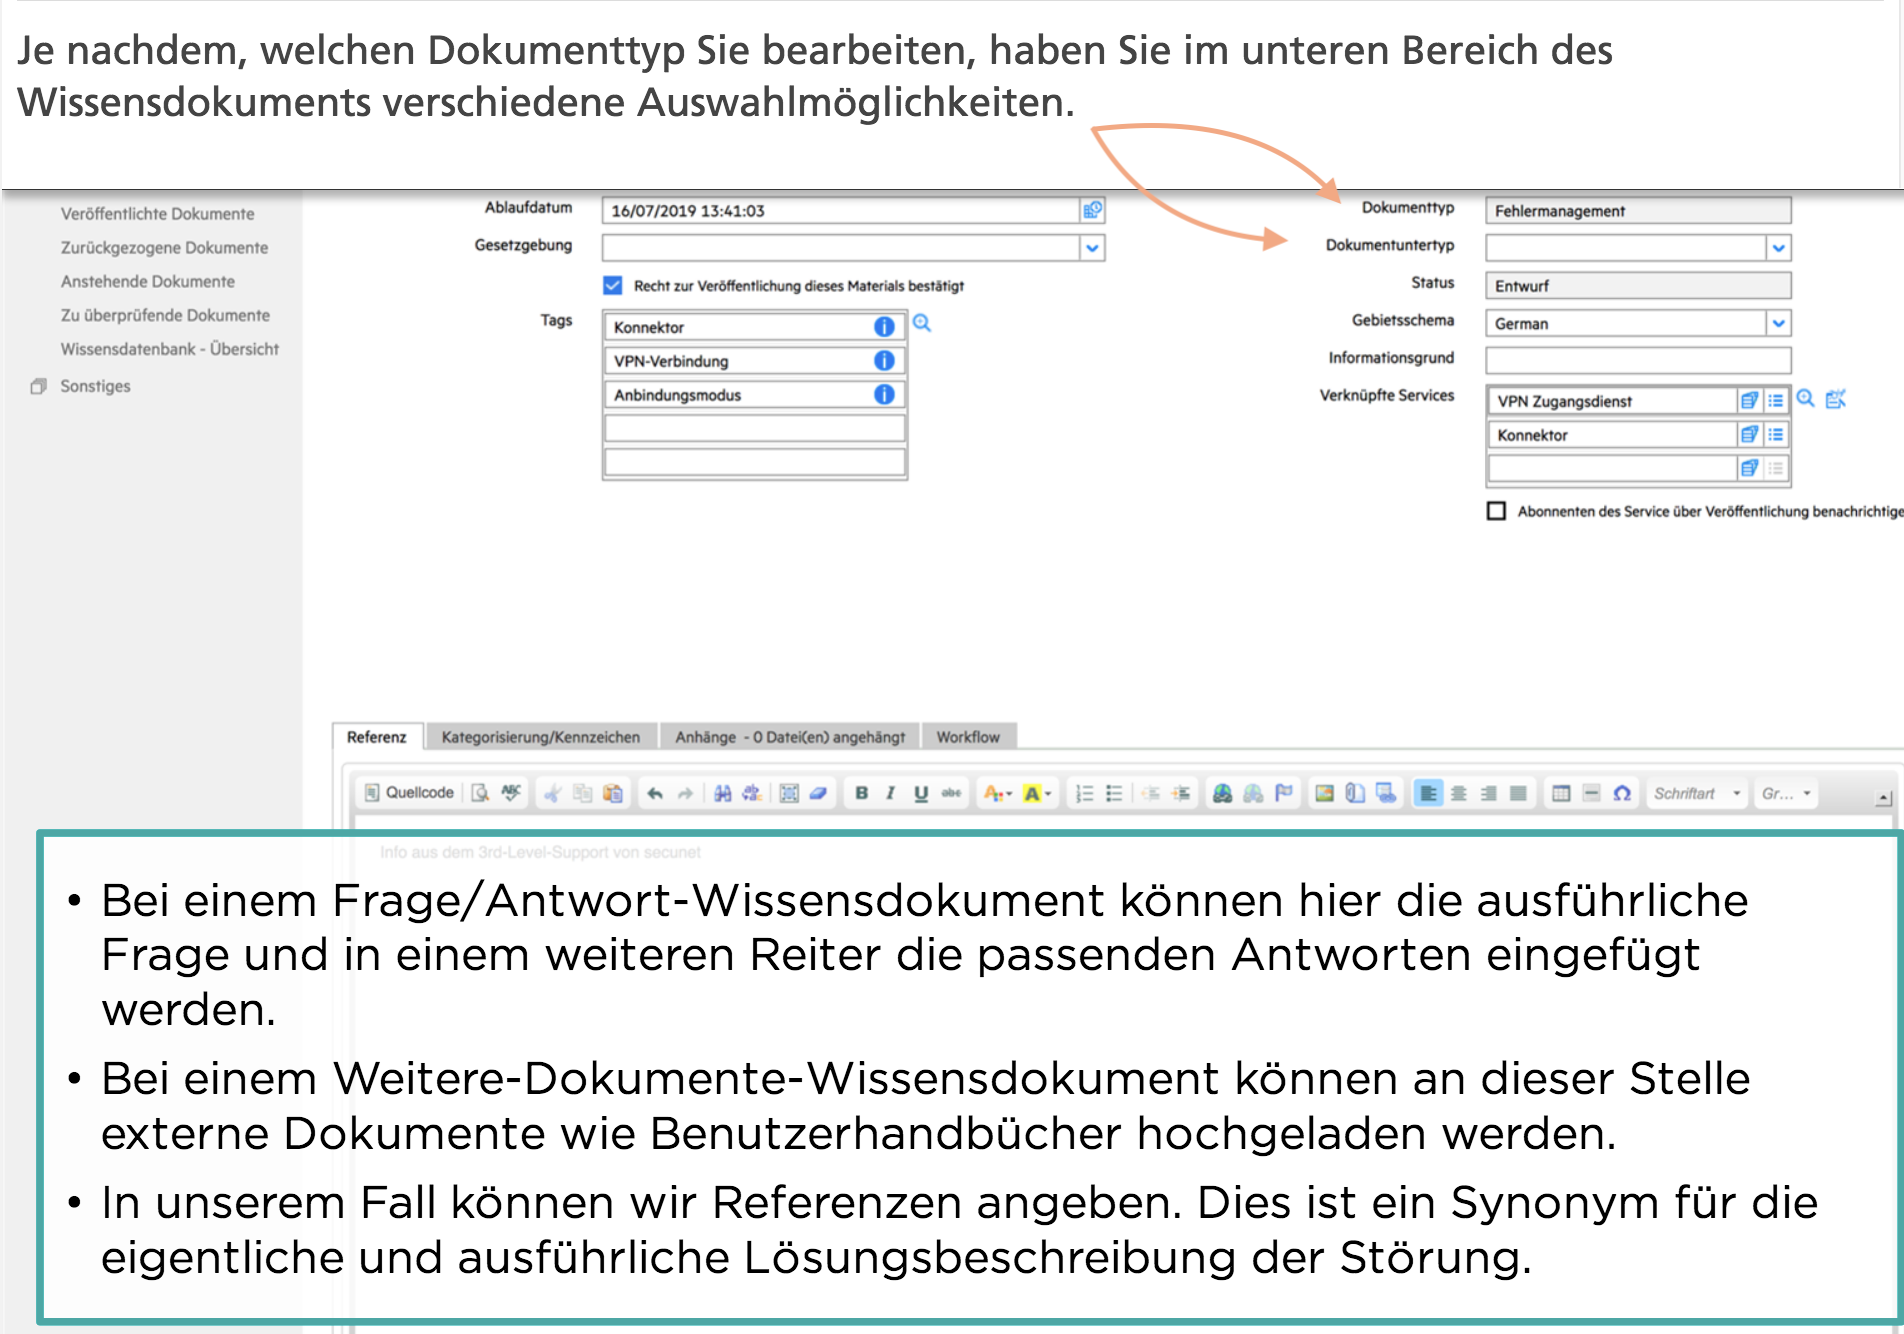 Je nachdem, welchen Dokumenttyp Sie bearbeiten, haben Sie im unteren Bereich des
Wissensdokuments verschiedene Auswahlmöglichkeiten.
Veröffentlichte Dokumente
Zurückgezogene Dokumente
Anstehende Dokumente
Zu überprüfende Dokumente
Wissensdatenbank - Übersicht
Sonstiges
Ablaufdatum 16/07/2019 13:41:03
Gesetzgebung
Recht zur Veröffentlichung dieses Materials bestätigt
Tags Konnektor
VPN-Verbindung
Anbindungsmodus
Dokumenttyp Fehlermanagement
Dokumentuntertyp
Status Entwurf
Gebietsschema German
Informationsgrund
Verknüpfte Services VPN Zugangsdienst
Konnektor
Abonnenten des Service über Veröffentlichung benachrichtige
Referenz Kategorisierung/Kennzeichen Anhänge - 0 Datei(en) angehängt Workflow
Quellcode B I U abc A A Ω Schriftart Gr...
Info aus dem 3rd-Level-Support von secunet
• Bei einem Frage/Antwort-Wissensdokument können hier die ausführliche
Frage und in einem weiteren Reiter die passenden Antworten eingefügt
werden.
• Bei einem Weitere-Dokumente-Wissensdokument können an dieser Stelle
externe Dokumente wie Benutzerhandbücher hochgeladen werden.
• In unserem Fall können wir Referenzen angeben. Dies ist ein Synonym für die
eigentliche und ausführliche Lösungsbeschreibung der Störung.